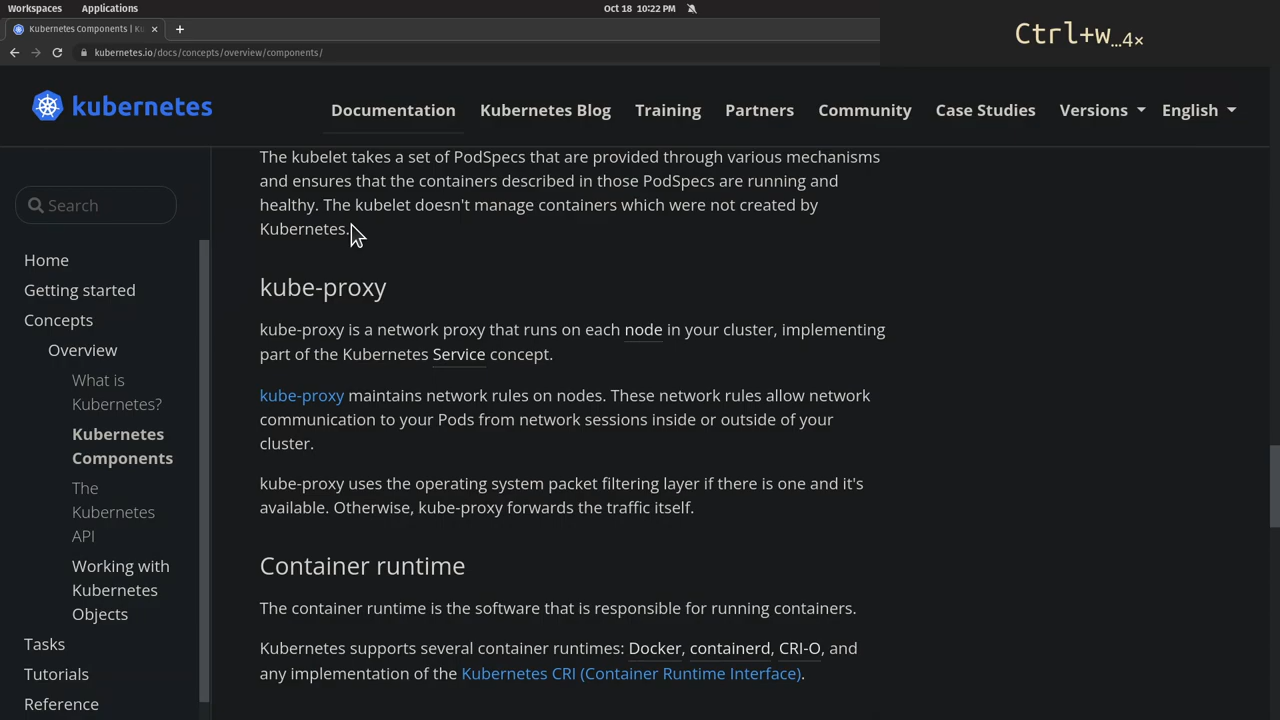 Workspaces Applications Oct 18 10:22 PM
Kubernetes Components | Ku
kubernetes.io/docs/concepts/overview/components/
Ctrl+w…4×
kubernetes Documentation Kubernetes Blog Training Partners Community Case Studies Versions English
Search
Home
Getting started
Concepts
Overview
What is
Kubernetes?
Kubernetes
Components
The
Kubernetes
API
Working with
Kubernetes
Objects
Tasks
Tutorials
Reference
The kubelet takes a set of PodSpecs that are provided through various mechanisms
and ensures that the containers described in those PodSpecs are running and
healthy. The kubelet doesn't manage containers which were not created by
Kubernetes.
kube-proxy
kube-proxy is a network proxy that runs on each node in your cluster, implementing
part of the Kubernetes Service concept.
kube-proxy maintains network rules on nodes. These network rules allow network
communication to your Pods from network sessions inside or outside of your
cluster.
kube-proxy uses the operating system packet filtering layer if there is one and it's
available. Otherwise, kube-proxy forwards the traffic itself.
Container runtime
The container runtime is the software that is responsible for running containers.
Kubernetes supports several container runtimes: Docker, containerd, CRI-O, and
any implementation of the Kubernetes CRI (Container Runtime Interface).